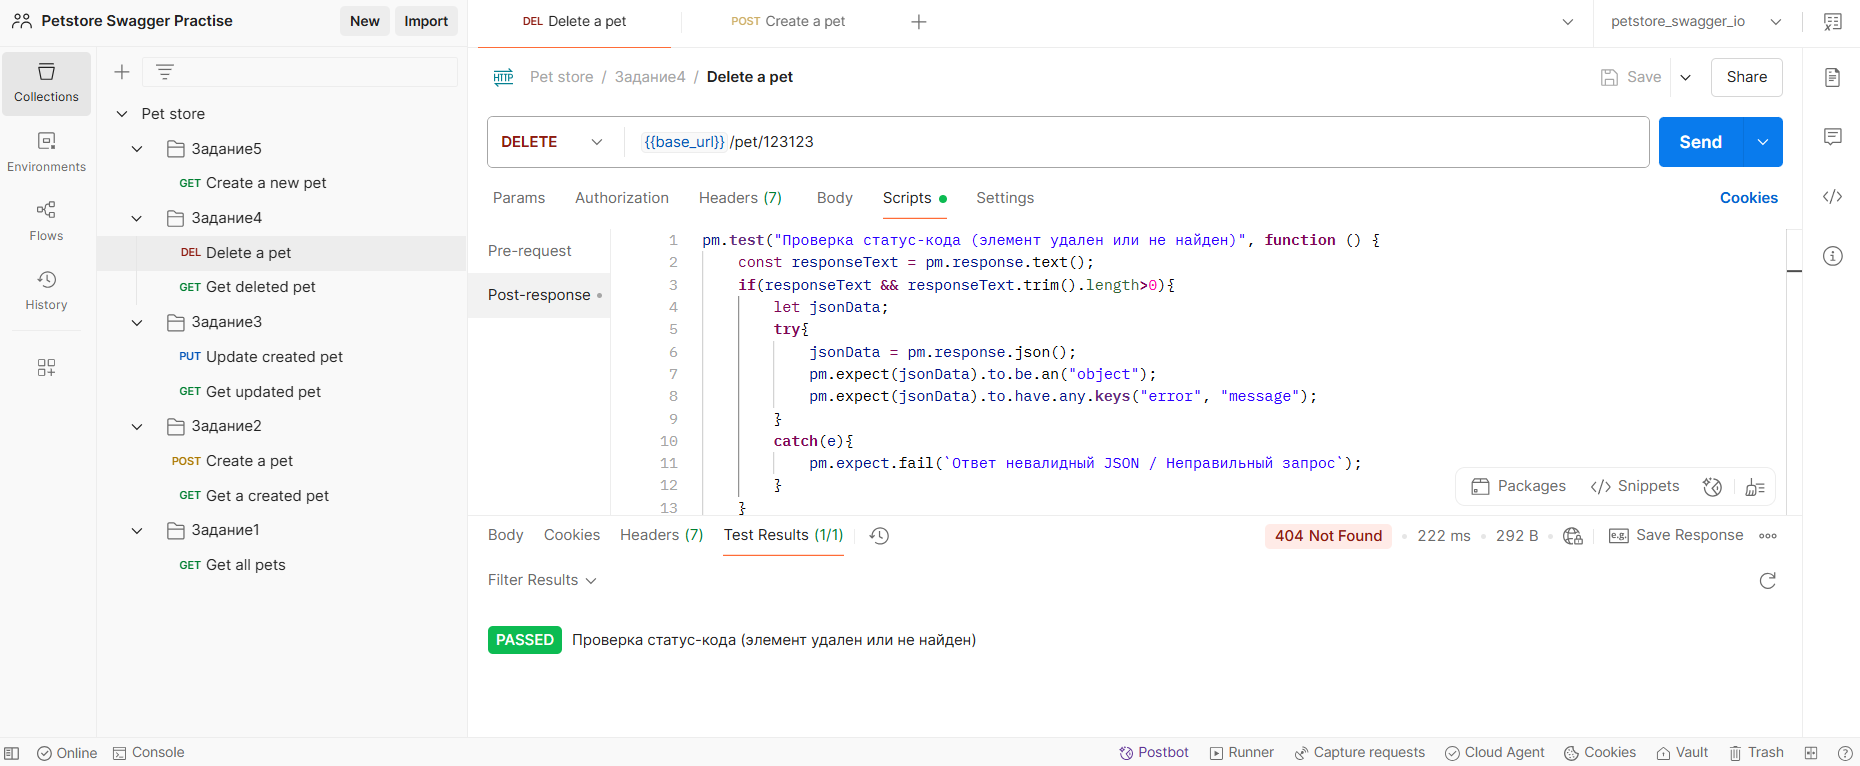 Petstore Swagger Practise
New
Import
DEL Delete a pet
POST Create a pet
petstore_swagger_io
Collections
Environments
Flows
History
Pet store
Задание5
GET Create a new pet
Задание4
DEL Delete a pet
GET Get deleted pet
Задание3
PUT Update created pet
GET Get updated pet
Задание2
POST Create a pet
GET Get a created pet
Задание1
GET Get all pets
HTTP Pet store / Задание4 / Delete a pet
Save
Share
DELETE
{{base_url}} /pet/123123
Send
Params
Authorization
Headers (7)
Body
Scripts
Settings
Cookies
Pre-request
Post-response
1 pm.test("Проверка статус-кода (элемент удален или не найден)", function () {
2 const responseText = pm.response.text();
3 if(responseText && responseText.trim().length>0){
4 let jsonData;
5 try{
6 jsonData = pm.response.json();
7 pm.expect(jsonData).to.be.an("object");
8 pm.expect(jsonData).to.have.any.keys("error", "message");
9 }
10 catch(e){
11 pm.expect.fail(`Ответ невалидный JSON / Неправильный запрос`);
12 }
13 }
Packages
Snippets
Body
Cookies
Headers (7)
Test Results (1/1)
404 Not Found
222 ms
292 B
e.g. Save Response
Filter Results
PASSED Проверка статус-кода (элемент удален или не найден)
Online
Console
Postbot
Runner
Capture requests
Cloud Agent
Cookies
Vault
Trash